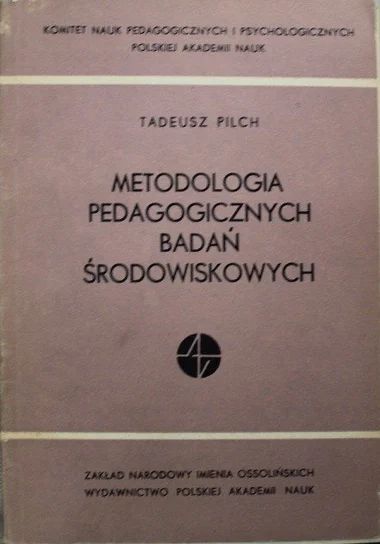 KOMITET NAUK PEDAGOGICZNYCH I PSYCHOLOGICZNYCH
POLSKIEJ AKADEMII NAUK
TADEUSZ PILCH
METODOLOGIA
PEDAGOGICZNYCH
BADAŃ
ŚRODOWISKOWYCH
ZAKŁAD NARODOWY IMIENIA OSSOLIŃSKICH
WYDAWNICTWO POLSKIEJ AKADEMII NAUK